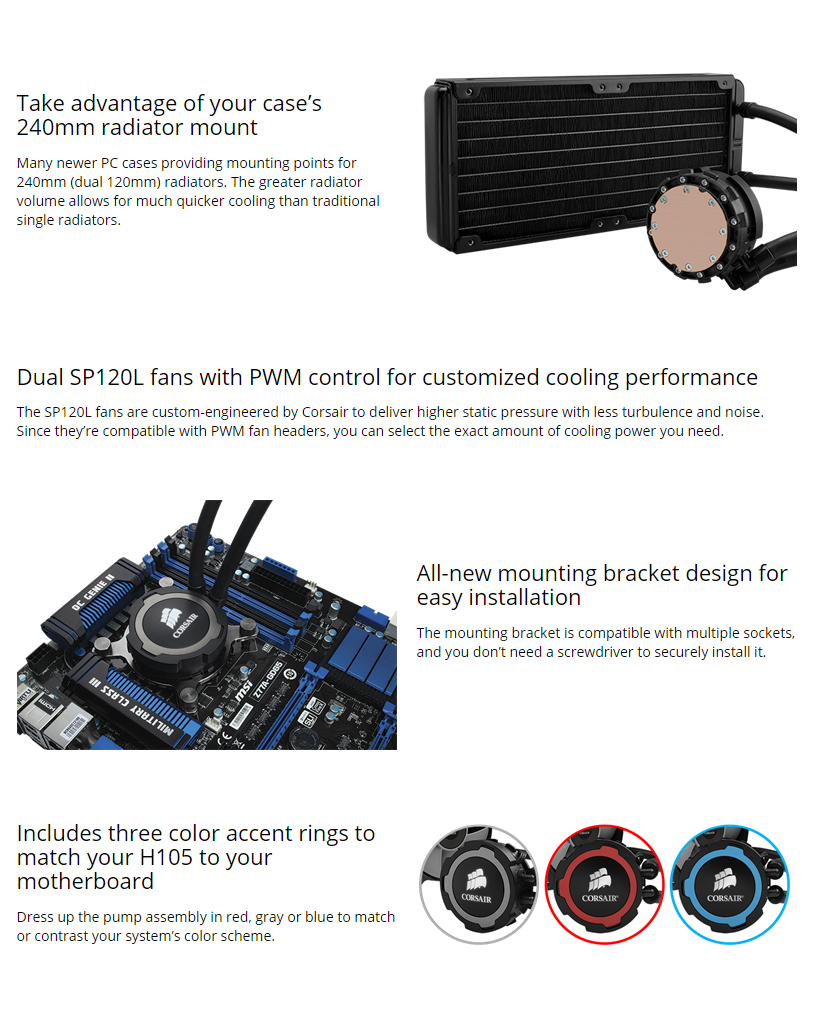 Take advantage of your case’s
240mm radiator mount
Many newer PC cases providing mounting points for
240mm (dual 120mm) radiators. The greater radiator
volume allows for much quicker cooling than traditional
single radiators.
Dual SP120L fans with PWM control for customized cooling performance
The SP120L fans are custom-engineered by Corsair to deliver higher static pressure with less turbulence and noise.
Since they’re compatible with PWM fan headers, you can select the exact amount of cooling power you need.
OC GENIE II
CORSAIR
MILITARY CLASS III
msi
Z77A-GD65
HDMI
SLI
All-new mounting bracket design for
easy installation
The mounting bracket is compatible with multiple sockets,
and you don’t need a screwdriver to securely install it.
Includes three color accent rings to
match your H105 to your
motherboard
Dress up the pump assembly in red, gray or blue to match
or contrast your system’s color scheme.
CORSAIR
CORSAIR
CORSAIR